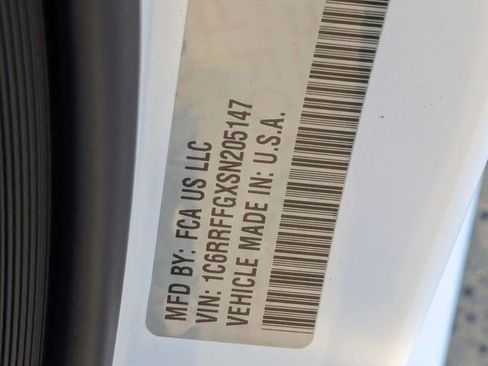 MFD BY: FCA US LLC
VIN: 1C6RRFFGXSN205147
VEHICLE MADE IN: U.S.A.